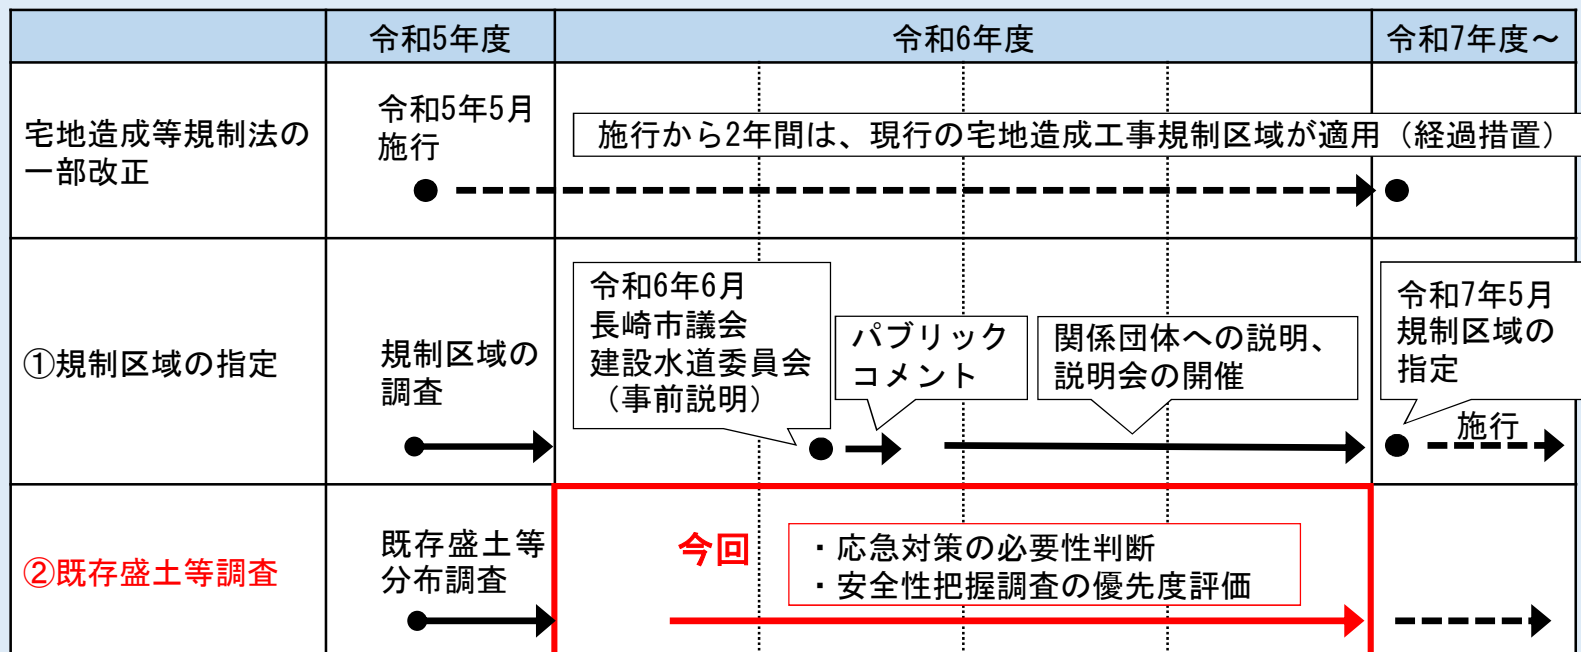 令和5年度
令和6年度
令和7年度～
宅地造成等規制法の
一部改正
令和5年5月
施行
施行から2年間は、現行の宅地造成工事規制区域が適用（経過措置）
①規制区域の指定
規制区域の
調査
令和6年6月
長崎市議会
建設水道委員会
（事前説明）
パブリック
コメント
関係団体への説明、
説明会の開催
令和7年5月
規制区域の
指定
施行
②既存盛土等調査
既存盛土等
分布調査
今回
・応急対策の必要性判断
・安全性把握調査の優先度評価